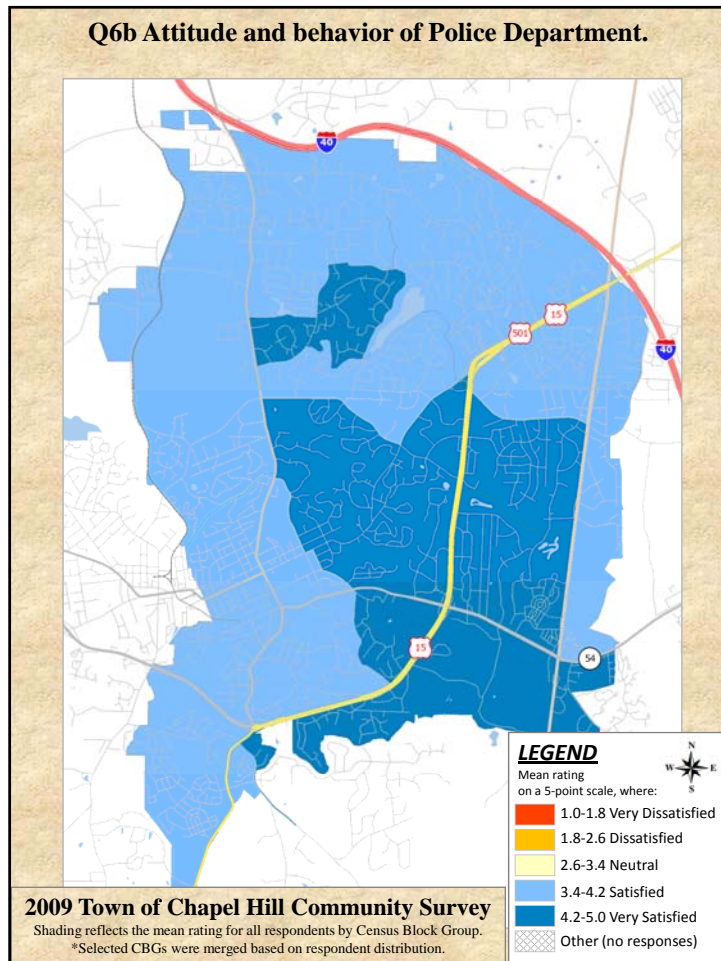 Q6b Attitude and behavior of Police Department.
40
15
501
40
15
54
LEGEND
N
W E
S
Mean rating
on a 5-point scale, where:
1.0-1.8 Very Dissatisfied
1.8-2.6 Dissatisfied
2.6-3.4 Neutral
3.4-4.2 Satisfied
4.2-5.0 Very Satisfied
Other (no responses)
2009 Town of Chapel Hill Community Survey
Shading reflects the mean rating for all respondents by Census Block Group.
*Selected CBGs were merged based on respondent distribution.